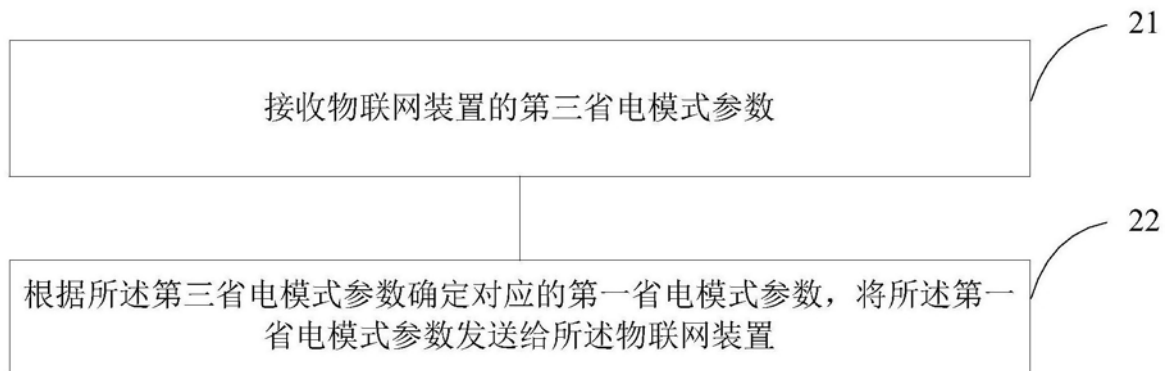 21
接收物联网装置的第三省电模式参数
22
根据所述第三省电模式参数确定对应的第一省电模式参数，将所述第一
省电模式参数发送给所述物联网装置